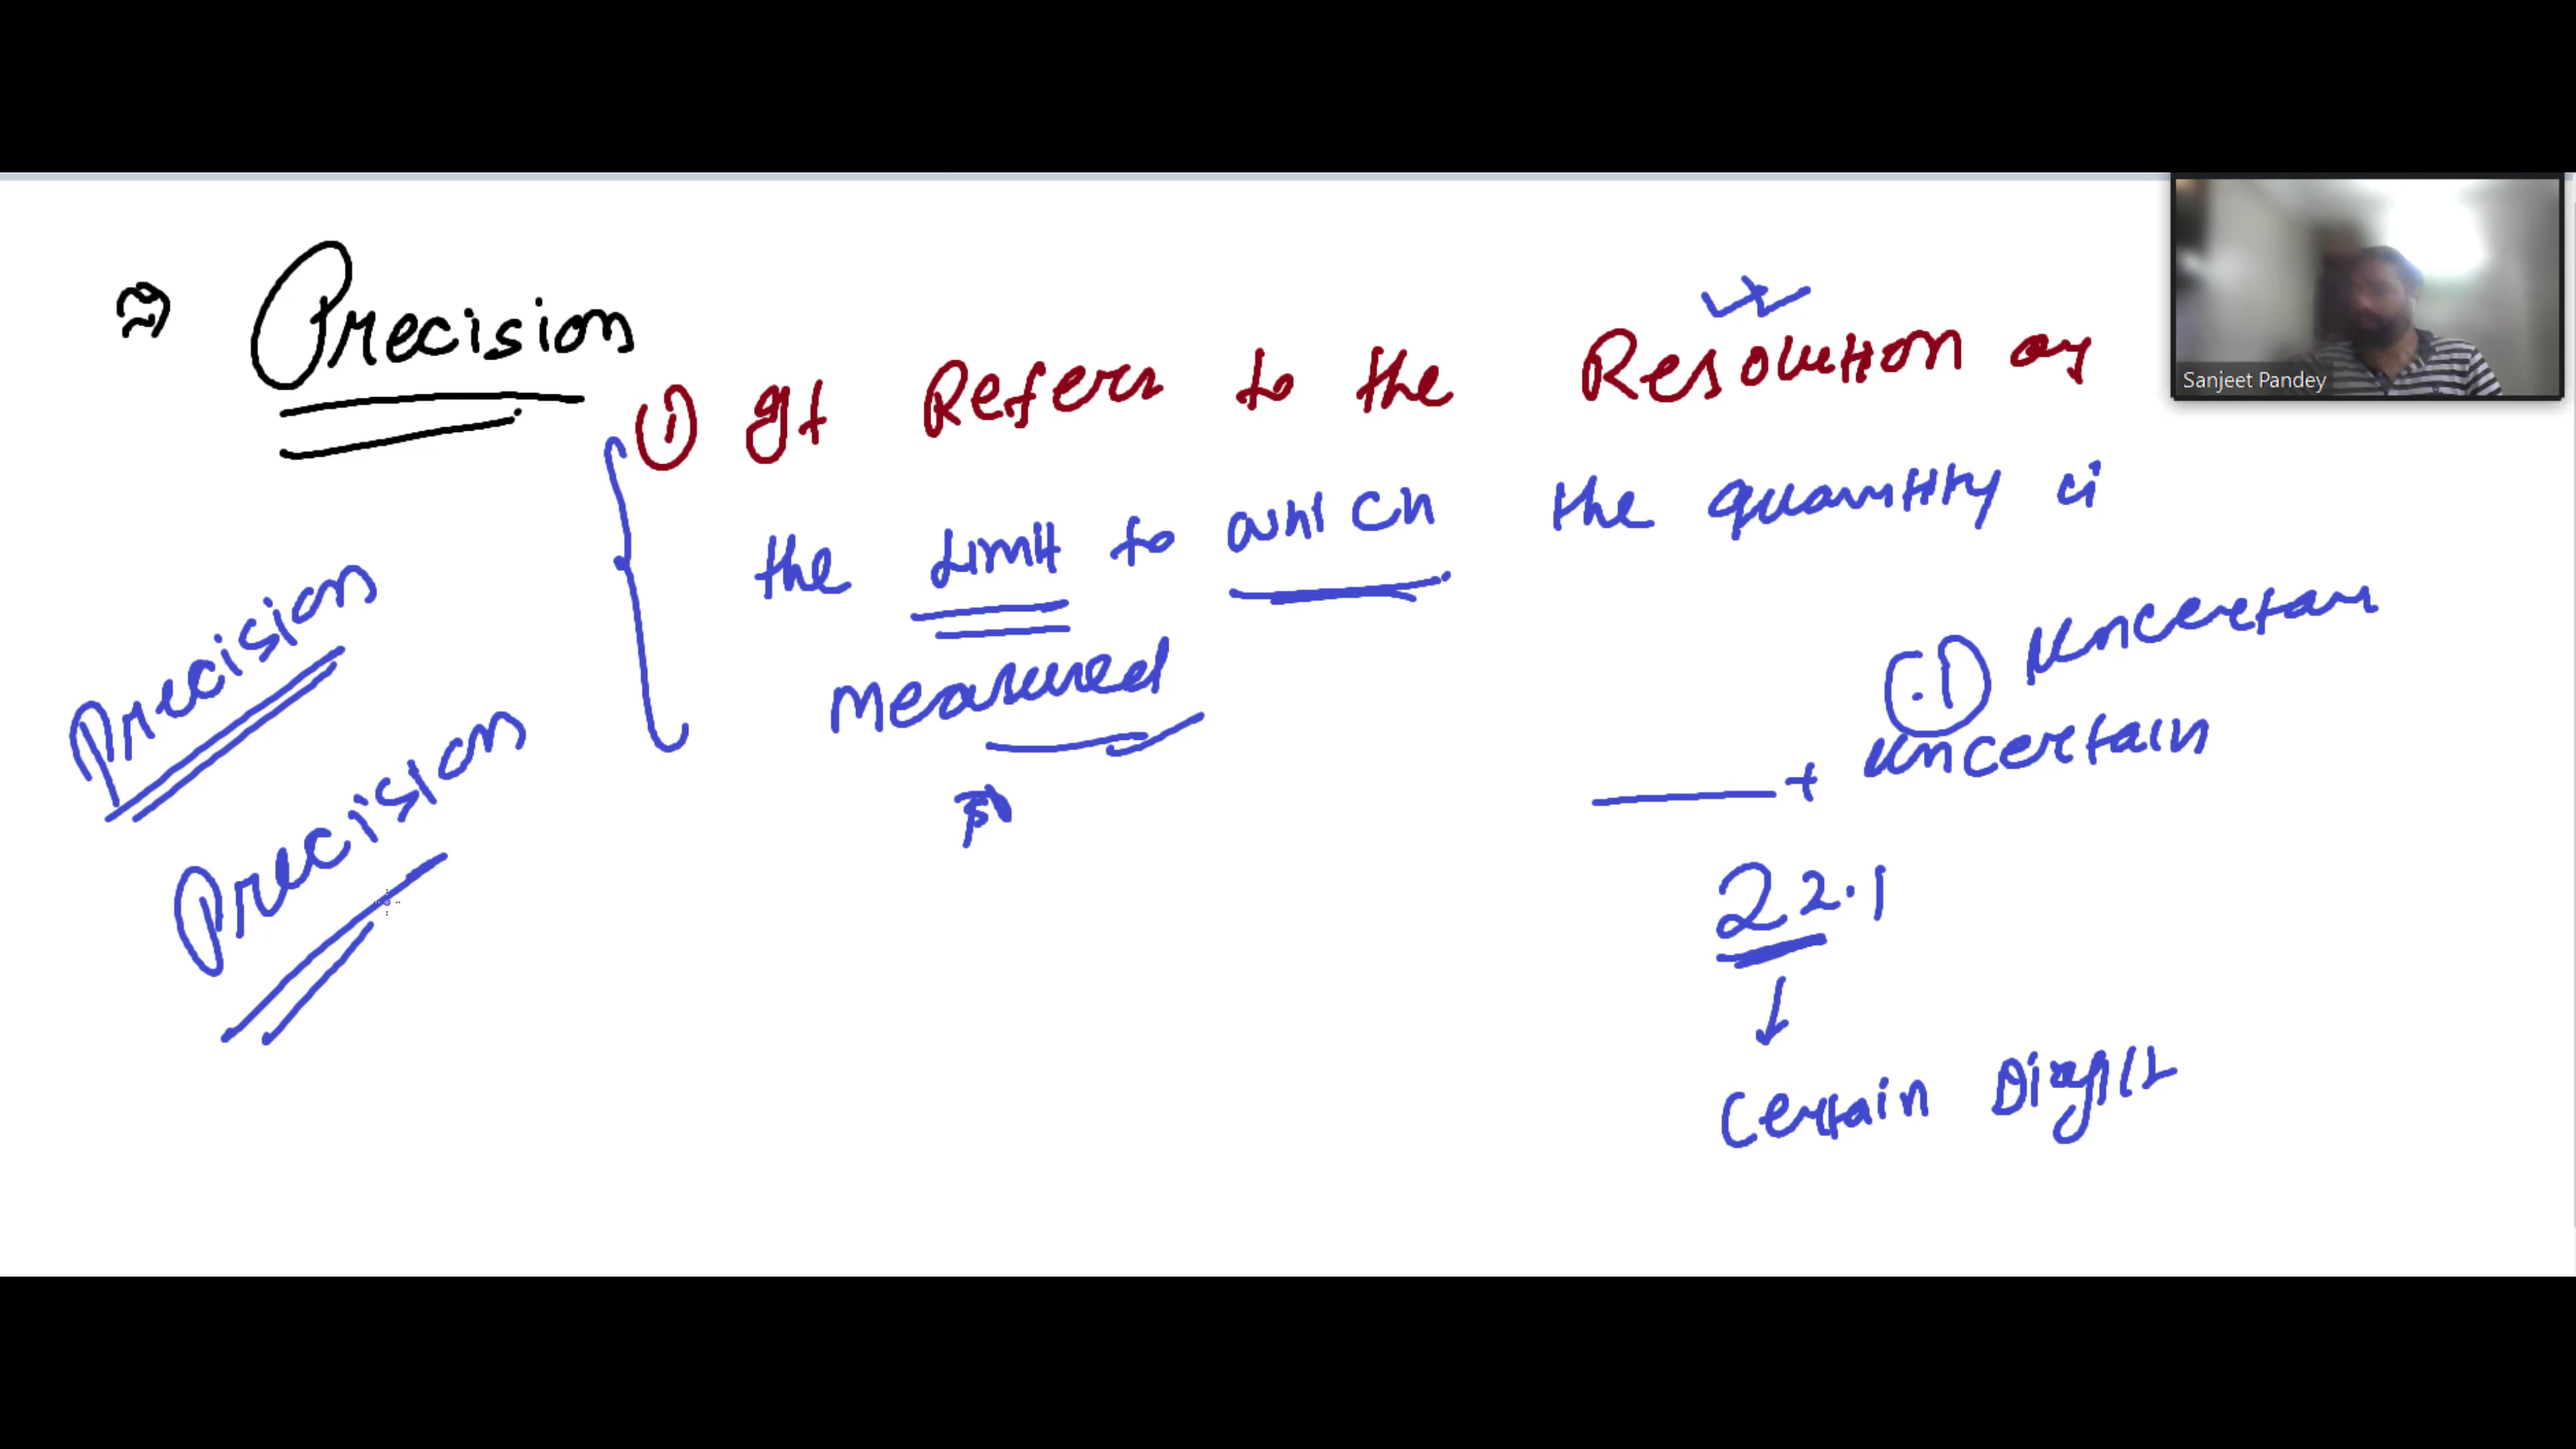 Precision
① It Refers to the Resolution or
the Limit to which the quantity is
measured
Precision
Precision
.1 Uncertain
+ Uncertain
22.1
↓
Certain Digit
Sanjeet Pandey